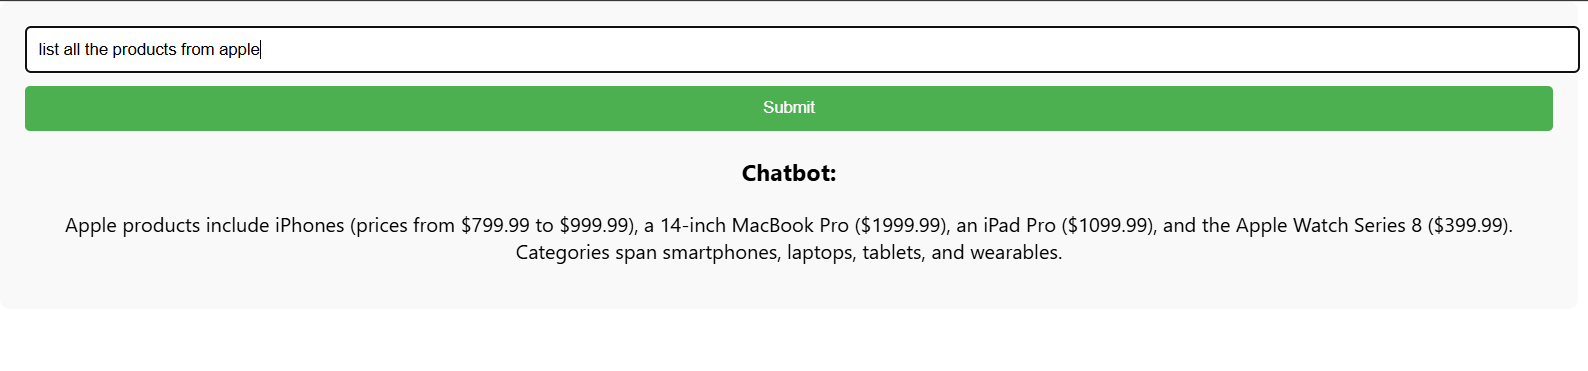 list all the products from apple
Submit
Chatbot:
Apple products include iPhones (prices from $799.99 to $999.99), a 14-inch MacBook Pro ($1999.99), an iPad Pro ($1099.99), and the Apple Watch Series 8 ($399.99).
Categories span smartphones, laptops, tablets, and wearables.